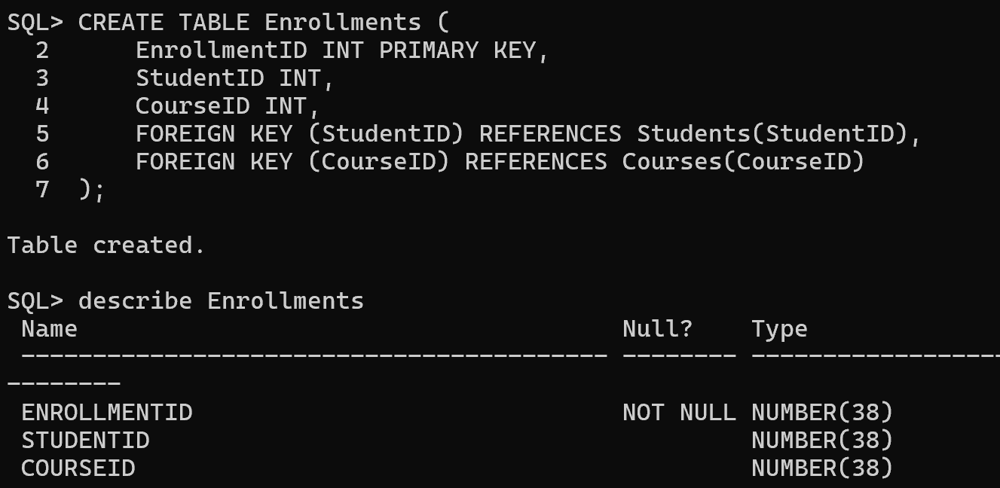 SQL> CREATE TABLE Enrollments (
  2      EnrollmentID INT PRIMARY KEY,
  3      StudentID INT,
  4      CourseID INT,
  5      FOREIGN KEY (StudentID) REFERENCES Students(StudentID),
  6      FOREIGN KEY (CourseID) REFERENCES Courses(CourseID)
  7  );
Table created.
SQL> describe Enrollments
 Name                                      Null?    Type
 ----------------------------------------- -------- ------------------
--------
 ENROLLMENTID                              NOT NULL NUMBER(38)
 STUDENTID                                          NUMBER(38)
 COURSEID                                           NUMBER(38)